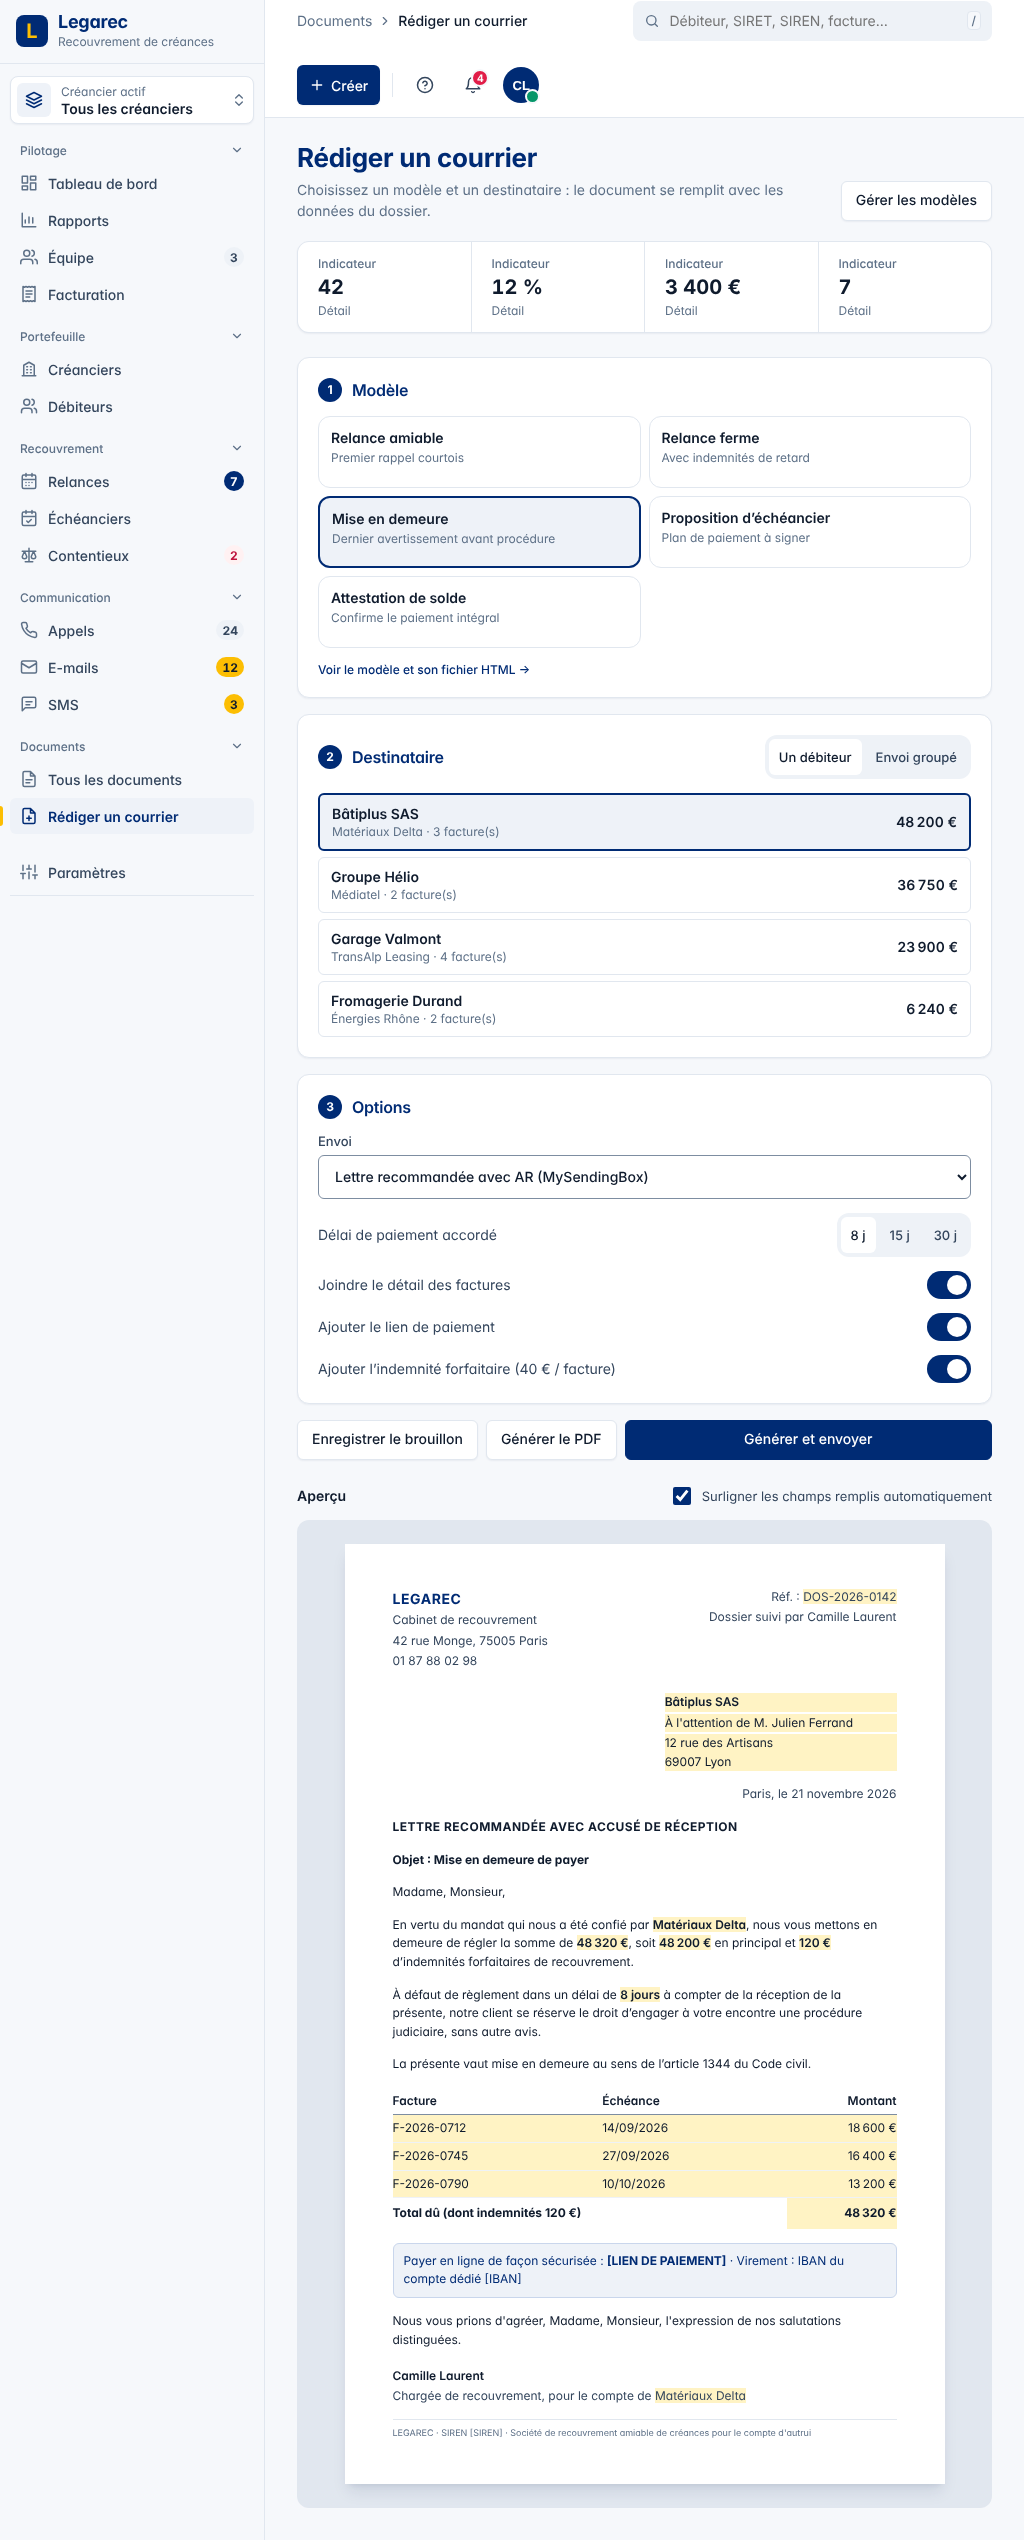 L
Legarec
Recouvrement de créances
Créancier actif
Tous les créanciers
Pilotage
Tableau de bord
Rapports
Équipe 3
Facturation
Portefeuille
Créanciers
Débiteurs
Recouvrement
Relances 7
Échéanciers
Contentieux 2
Communication
Appels 24
E-mails 12
SMS 3
Documents
Tous les documents
Rédiger un courrier
Paramètres
Documents > Rédiger un courrier
Débiteur, SIRET, SIREN, facture... /
+ Créer
4
CL
Rédiger un courrier
Choisissez un modèle et un destinataire : le document se remplit avec les
données du dossier.
Gérer les modèles
Indicateur
42
Détail
Indicateur
12 %
Détail
Indicateur
3 400 €
Détail
Indicateur
7
Détail
1 Modèle
Relance amiable
Premier rappel courtois
Relance ferme
Avec indemnités de retard
Mise en demeure
Dernier avertissement avant procédure
Proposition d’échéancier
Plan de paiement à signer
Attestation de solde
Confirme le paiement intégral
Voir le modèle et son fichier HTML →
2 Destinataire
Un débiteur Envoi groupé
Bâtiplus SAS
Matériaux Delta · 3 facture(s)
48 200 €
Groupe Hélio
Médiatel · 2 facture(s)
36 750 €
Garage Valmont
TransAlp Leasing · 4 facture(s)
23 900 €
Fromagerie Durand
Énergies Rhône · 2 facture(s)
6 240 €
3 Options
Envoi
Lettre recommandée avec AR (MySendingBox)
Délai de paiement accordé 8 j 15 j 30 j
Joindre le détail des factures
Ajouter le lien de paiement
Ajouter l’indemnité forfaitaire (40 € / facture)
Enregistrer le brouillon Générer le PDF Générer et envoyer
Aperçu
Surligner les champs remplis automatiquement
LEGAREC
Cabinet de recouvrement
42 rue Monge, 75005 Paris
01 87 88 02 98
Réf. : DOS-2026-0142
Dossier suivi par Camille Laurent
Bâtiplus SAS
À l'attention de M. Julien Ferrand
12 rue des Artisans
69007 Lyon
Paris, le 21 novembre 2026
LETTRE RECOMMANDÉE AVEC ACCUSÉ DE RÉCEPTION
Objet : Mise en demeure de payer
Madame, Monsieur,
En vertu du mandat qui nous a été confié par Matériaux Delta, nous vous mettons en
demeure de régler la somme de 48 320 €, soit 48 200 € en principal et 120 €
d’indemnités forfaitaires de recouvrement.
À défaut de règlement dans un délai de 8 jours à compter de la réception de la
présente, notre client se réserve le droit d’engager à votre encontre une procédure
judiciaire, sans autre avis.
La présente vaut mise en demeure au sens de l’article 1344 du Code civil.
Facture Échéance Montant
F-2026-0712 14/09/2026 18 600 €
F-2026-0745 27/09/2026 16 400 €
F-2026-0790 10/10/2026 13 200 €
Total dû (dont indemnités 120 €) 48 320 €
Payer en ligne de façon sécurisée : [LIEN DE PAIEMENT] · Virement : IBAN du
compte dédié [IBAN]
Nous vous prions d'agréer, Madame, Monsieur, l'expression de nos salutations
distinguées.
Camille Laurent
Chargée de recouvrement, pour le compte de Matériaux Delta
LEGAREC · SIREN [SIREN] · Société de recouvrement amiable de créances pour le compte d'autrui